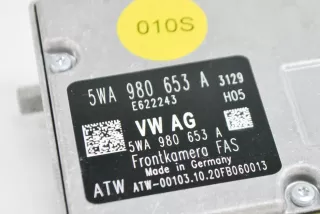 010S
5WA 980 653 A 3129
E622243 H05
VW AG
5WA 980 653 A
Frontkamera FAS
Made in Germany
ATW ATW-00103.10.20FB060013